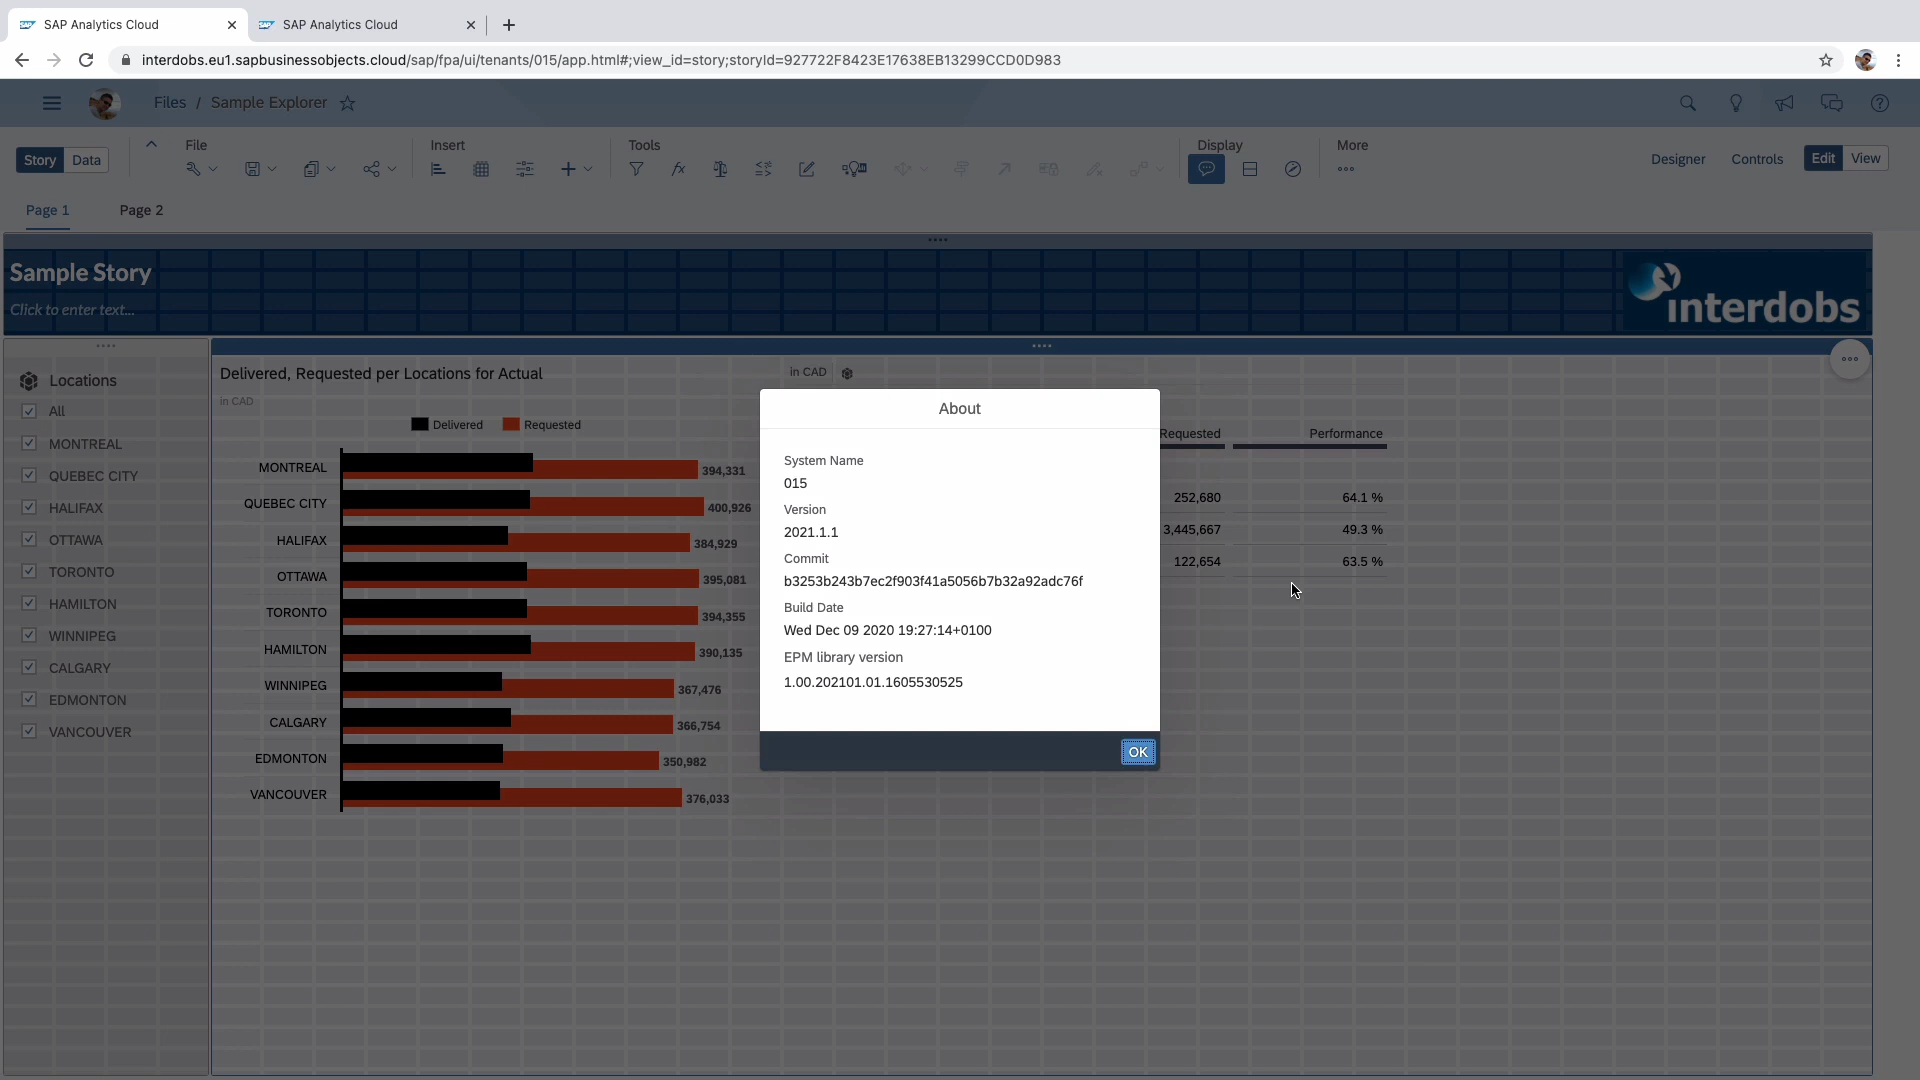 SAP Analytics Cloud
SAP Analytics Cloud
interdobs.eu1.sapbusinessobjects.cloud/sap/fpa/ui/tenants/015/app.html#;view_id=story;storyId=927722F8423E17638EB13299CCD0D983
Files / Sample Explorer
Story Data
File
Insert
Tools
Display
More
Designer
Controls
Edit View
Page 1
Page 2
Sample Story
Click to enter text...
interdobs
Locations
All
MONTREAL
QUEBEC CITY
HALIFAX
OTTAWA
TORONTO
HAMILTON
WINNIPEG
CALGARY
EDMONTON
VANCOUVER
Delivered, Requested per Locations for Actual
in CAD
Delivered Requested
MONTREAL 394,331
QUEBEC CITY 400,926
HALIFAX 384,929
OTTAWA 395,081
TORONTO 394,355
HAMILTON 390,135
WINNIPEG 367,476
CALGARY 366,754
EDMONTON 350,982
VANCOUVER 376,033
in CAD
Requested Performance
252,680 64.1 %
3,445,667 49.3 %
122,654 63.5 %
About
System Name
015
Version
2021.1.1
Commit
b3253b243b7ec2f903f41a5056b7b32a92adc76f
Build Date
Wed Dec 09 2020 19:27:14+0100
EPM library version
1.00.202101.01.1605530525
OK